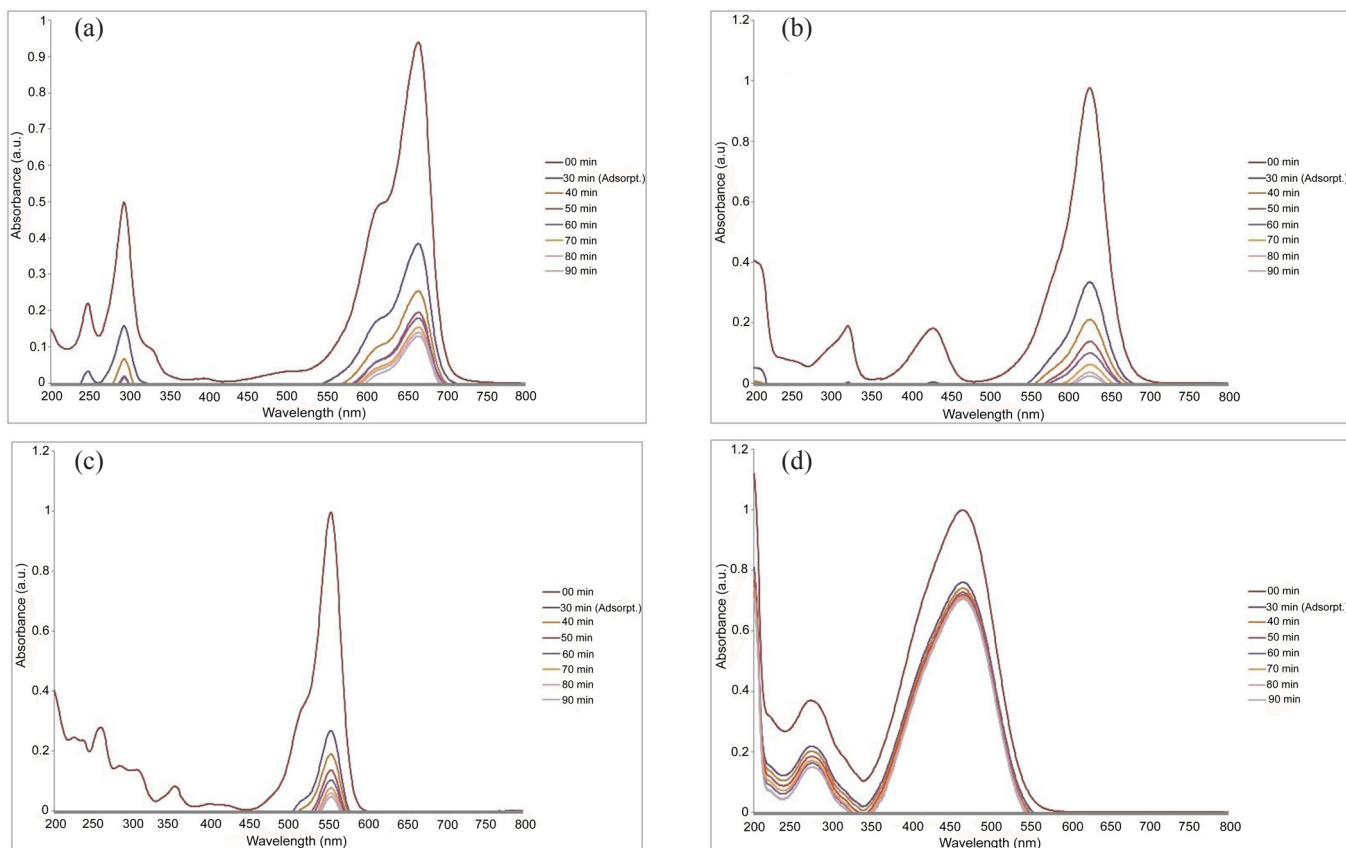 (a)
Absorbance (a.u.)
1
0.9
0.8
0.7
0.6
0.5
0.4
0.3
0.2
0.1
0
200 250 300 350 400 450 500 550 600 650 700 750 800
Wavelength (nm)
00 min
30 min (Adsorpt.)
40 min
50 min
60 min
70 min
80 min
90 min
(b)
Absorbance (a.u)
1.2
1
0.8
0.6
0.4
0.2
0
200 250 300 350 400 450 500 550 600 650 700 750 800
Wavelength (nm)
00 min
30 min (Adsorpt.)
40 min
50 min
60 min
70 min
80 min
90 min
(c)
Absorbance (a.u.)
1.2
1
0.8
0.6
0.4
0.2
0
200 250 300 350 400 450 500 550 600 650 700 750 800
Wavelength (nm)
00 min
30 min (Adsorpt.)
40 min
50 min
60 min
70 min
80 min
90 min
(d)
Absorbance (a.u.)
1.2
1
0.8
0.6
0.4
0.2
0
200 250 300 350 400 450 500 550 600 650 700 750 800
Wavelength (nm)
00 min
30 min (Adsorpt.)
40 min
50 min
60 min
70 min
80 min
90 min